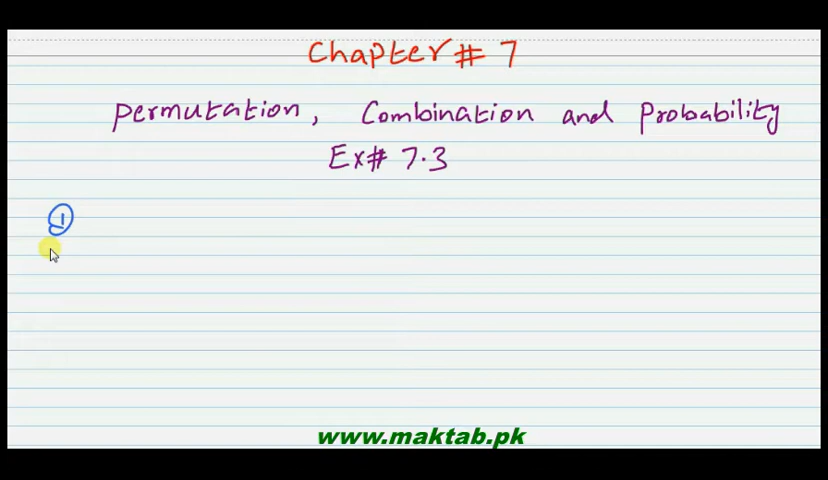 Chapter # 7
Permutation, Combination and Probability
Ex# 7.3
1
www.maktab.pk